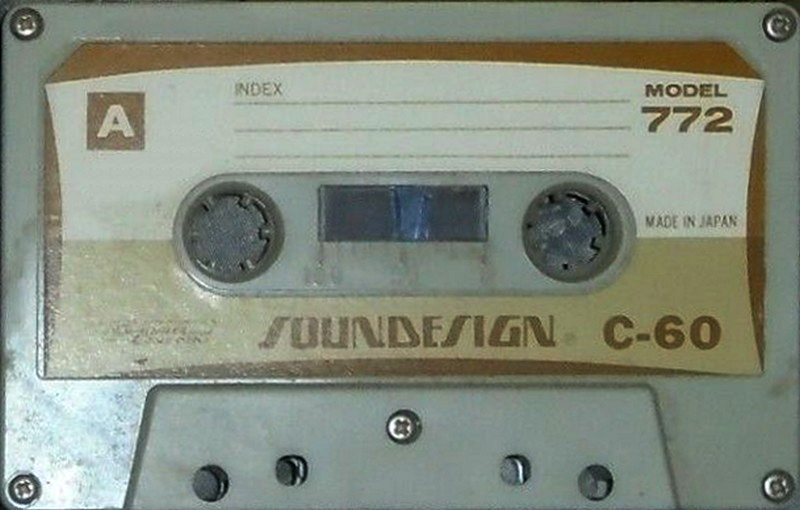 A
INDEX
MODEL
772
MADE IN JAPAN
SOUNDESIGN
C-60